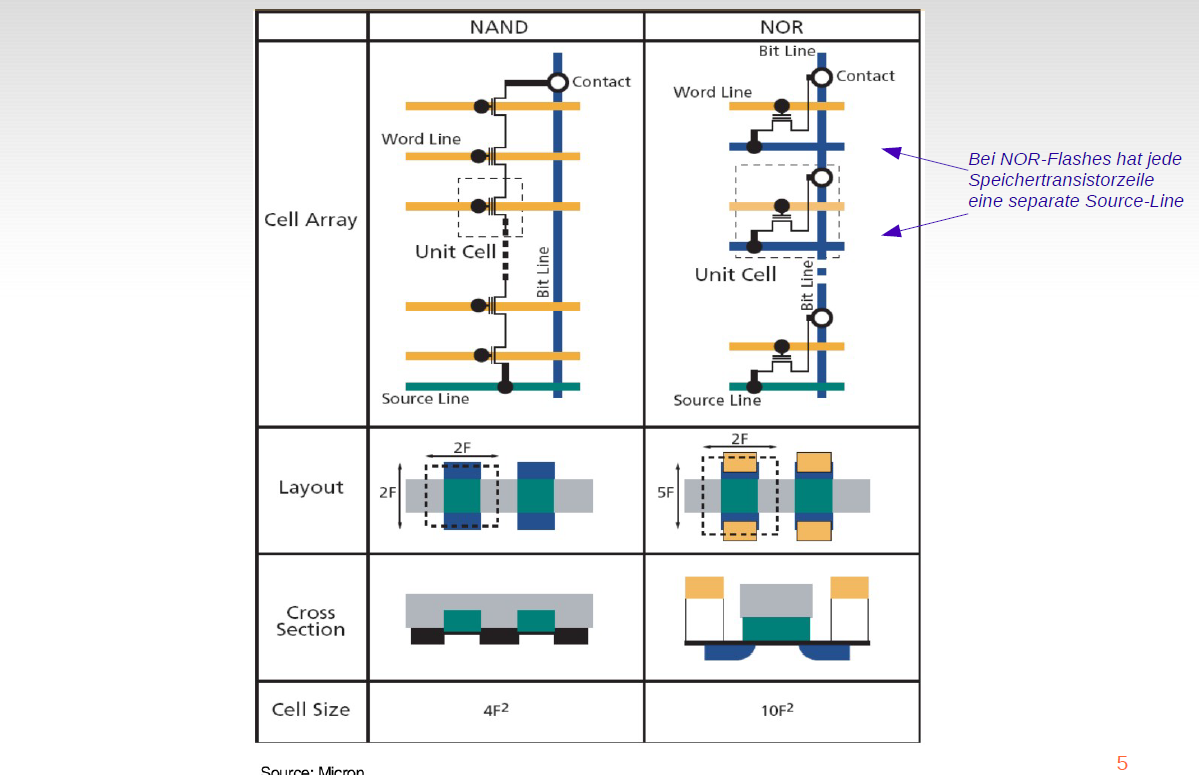 NAND
NOR
Cell Array
Contact
Word Line
Unit Cell
Bit Line
Source Line
Bit Line
Contact
Word Line
Unit Cell
Bit Line
Source Line
Bei NOR-Flashes hat jede
Speichertransistorzeile
eine separate Source-Line
Layout
2F
2F
2F
5F
Cross
Section
Cell Size
4F²
10F²
Source: Micron
5